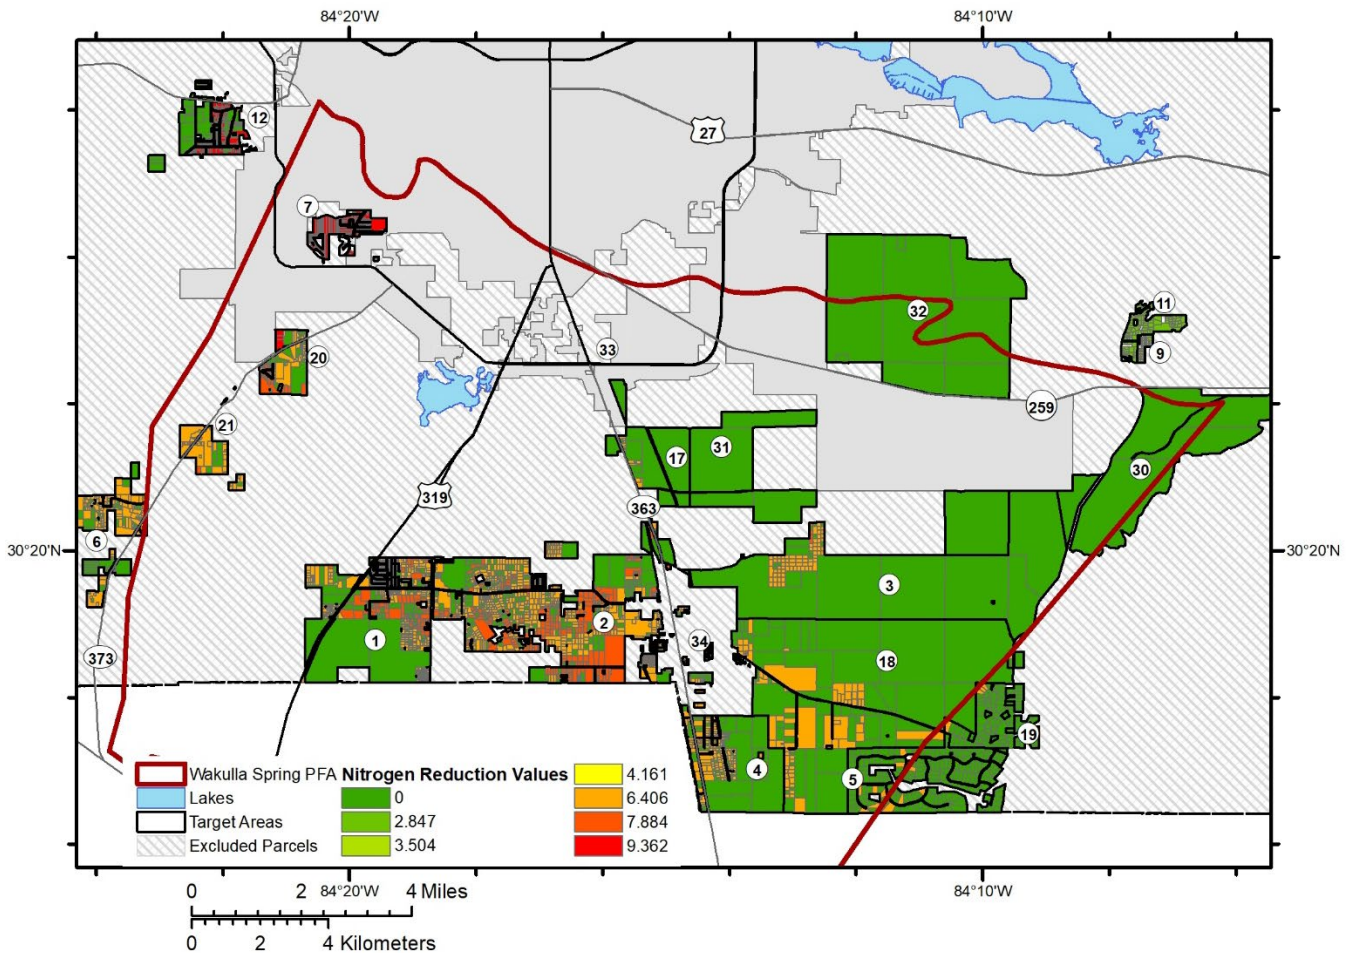 84°20'W 84°10'W
12
27
7
11
32
33
9
20
259
21
31
17
30
319
363
6
30°20'N 30°20'N
3
2
1
34
18
373
19
4
5
Wakulla Spring PFA Nitrogen Reduction Values 4.161
Lakes 0 6.406
Target Areas 2.847 7.884
Excluded Parcels 3.504 9.362
0 2 4 Miles
84°20'W 84°10'W
0 2 4 Kilometers